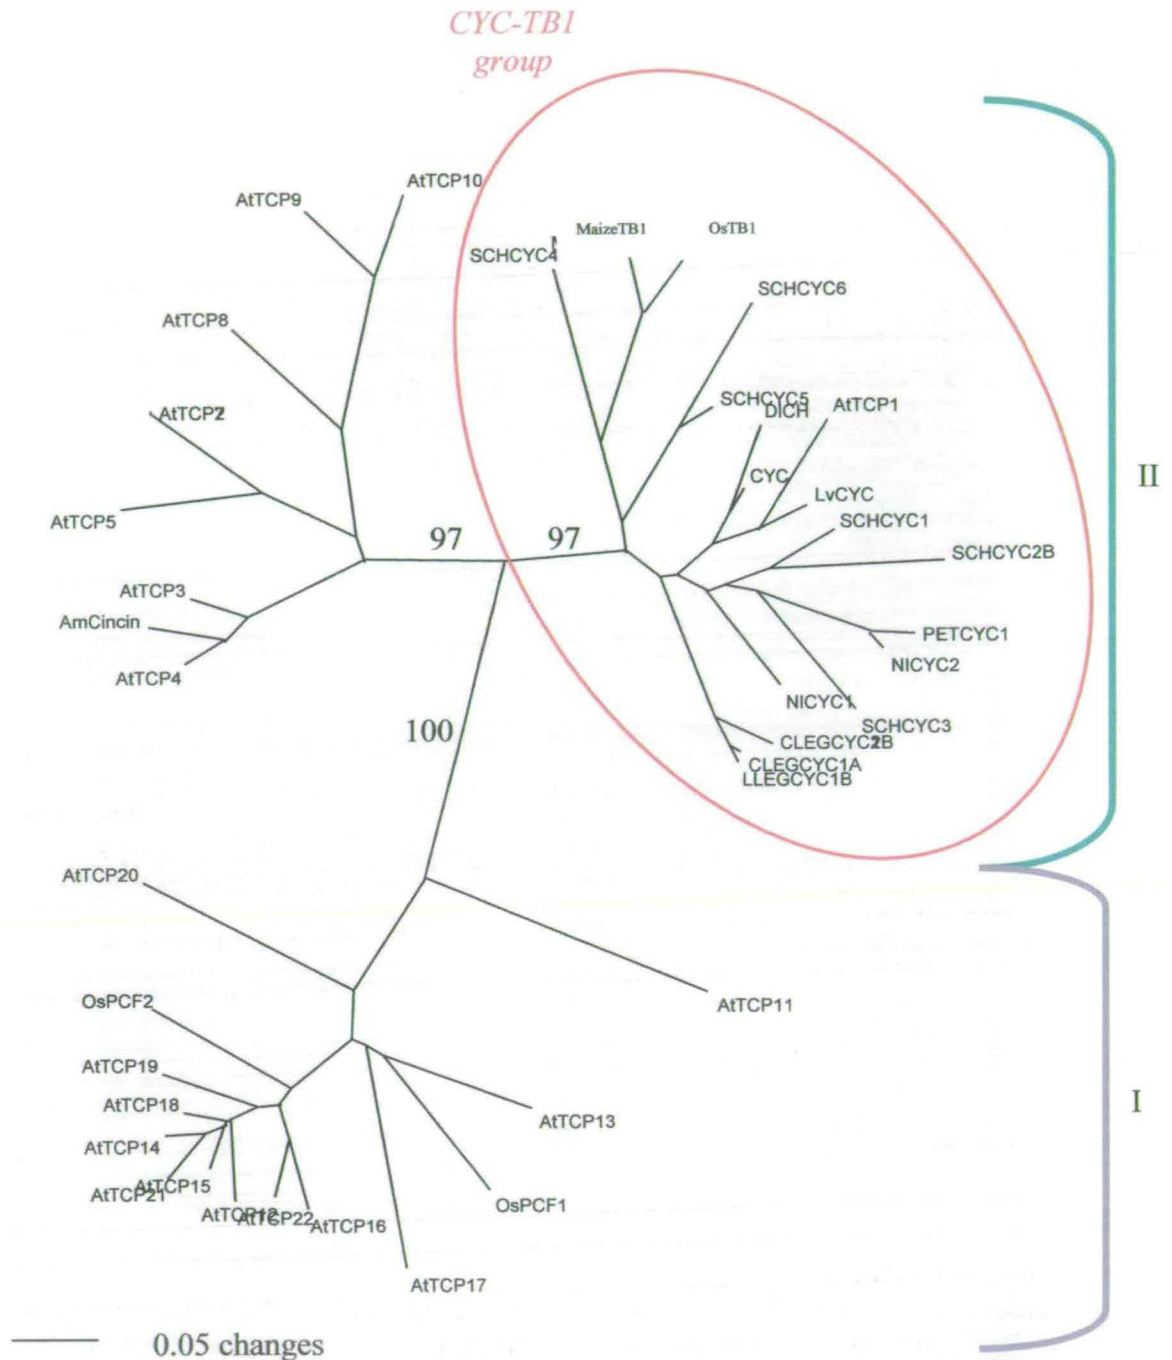 CYC-TB1
group
AtTCP10
AtTCP9
MaizeTB1
OsTB1
SCHCYC4
SCHCYC6
AtTCP8
SCHCYC5
DICH
AtTCP1
CYC
LvCYC
SCHCYC1
SCHCYC2B
II
AtTCP5
97
97
AtTCP3
AmCincin
AtTCP4
PETCYC1
NICYC2
NICYC1
SCHCYC3
CLEGCYC1A
LLEGCYC1B
100
AtTCP20
AtTCP11
OsPCF2
AtTCP19
AtTCP18
AtTCP13
I
AtTCP14
AtTCP15
AtTCP21
AtTCP12
AtTCP22
AtTCP16
OsPCF1
AtTCP17
0.05 changes